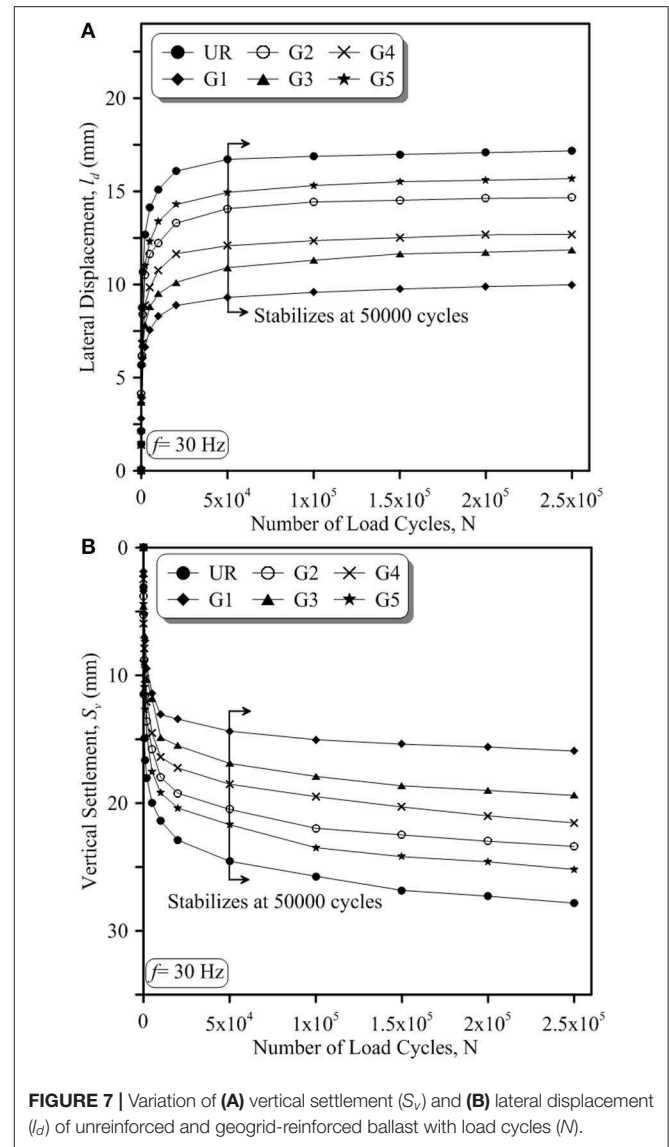 A
UR G2 G4
G1 G3 G5
20
15
10
5
0
Lateral Displacement, l_d (mm)
Stabilizes at 50000 cycles
f= 30 Hz
0 5x10⁴ 1x10⁵ 1.5x10⁵ 2x10⁵ 2.5x10⁵
Number of Load Cycles, N
B
UR G2 G4
G1 G3 G5
0
10
20
30
Vertical Settlement, S_v (mm)
Stabilizes at 50000 cycles
f= 30 Hz
0 5x10⁴ 1x10⁵ 1.5x10⁵ 2x10⁵ 2.5x10⁵
Number of Load Cycles, N
FIGURE 7 | Variation of (A) vertical settlement (S_v) and (B) lateral displacement
(l_d) of unreinforced and geogrid-reinforced ballast with load cycles (N).